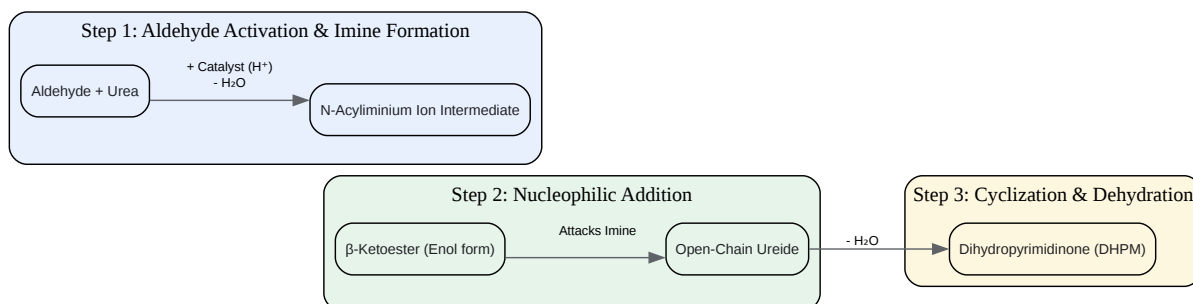 Step 1: Aldehyde Activation & Imine Formation
Aldehyde + Urea
+ Catalyst (H⁺)
- H₂O
N-Acyliminium Ion Intermediate
Step 2: Nucleophilic Addition
β-Ketoester (Enol form)
Attacks Imine
Open-Chain Ureide
- H₂O
Step 3: Cyclization & Dehydration
Dihydropyrimidinone (DHPM)